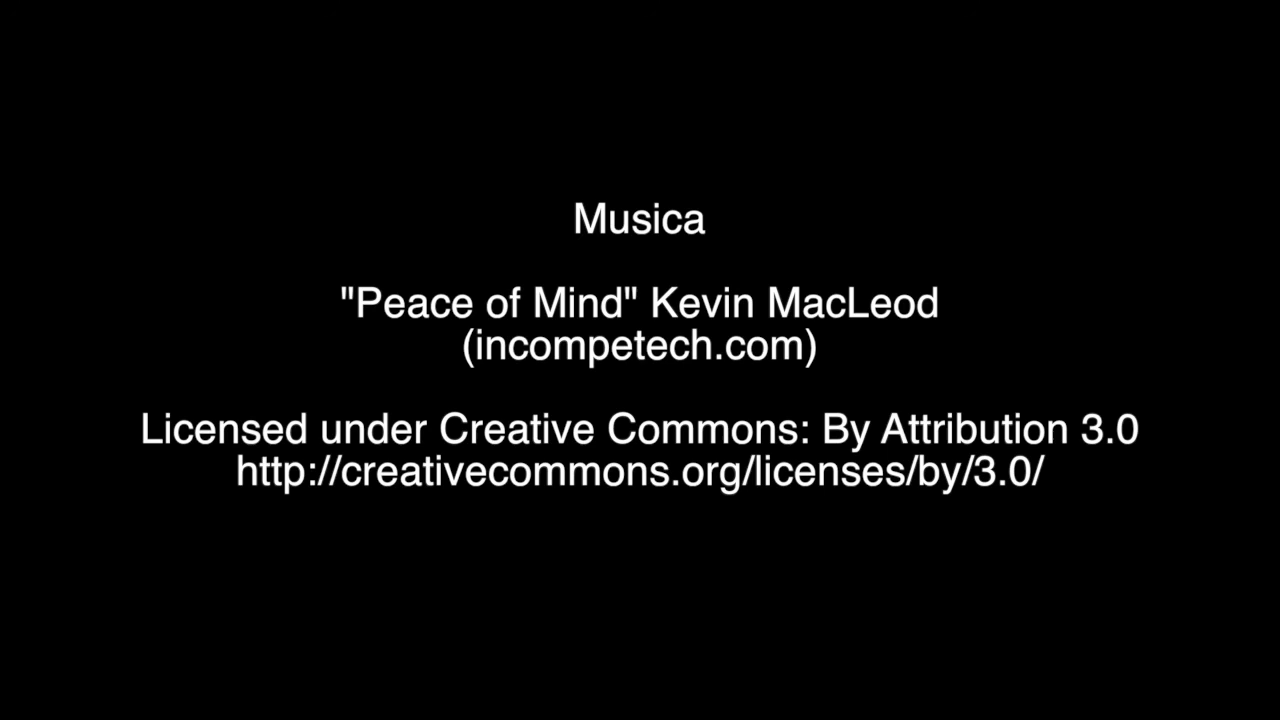 Musica
"Peace of Mind" Kevin MacLeod
(incompetech.com)
Licensed under Creative Commons: By Attribution 3.0
http://creativecommons.org/licenses/by/3.0/